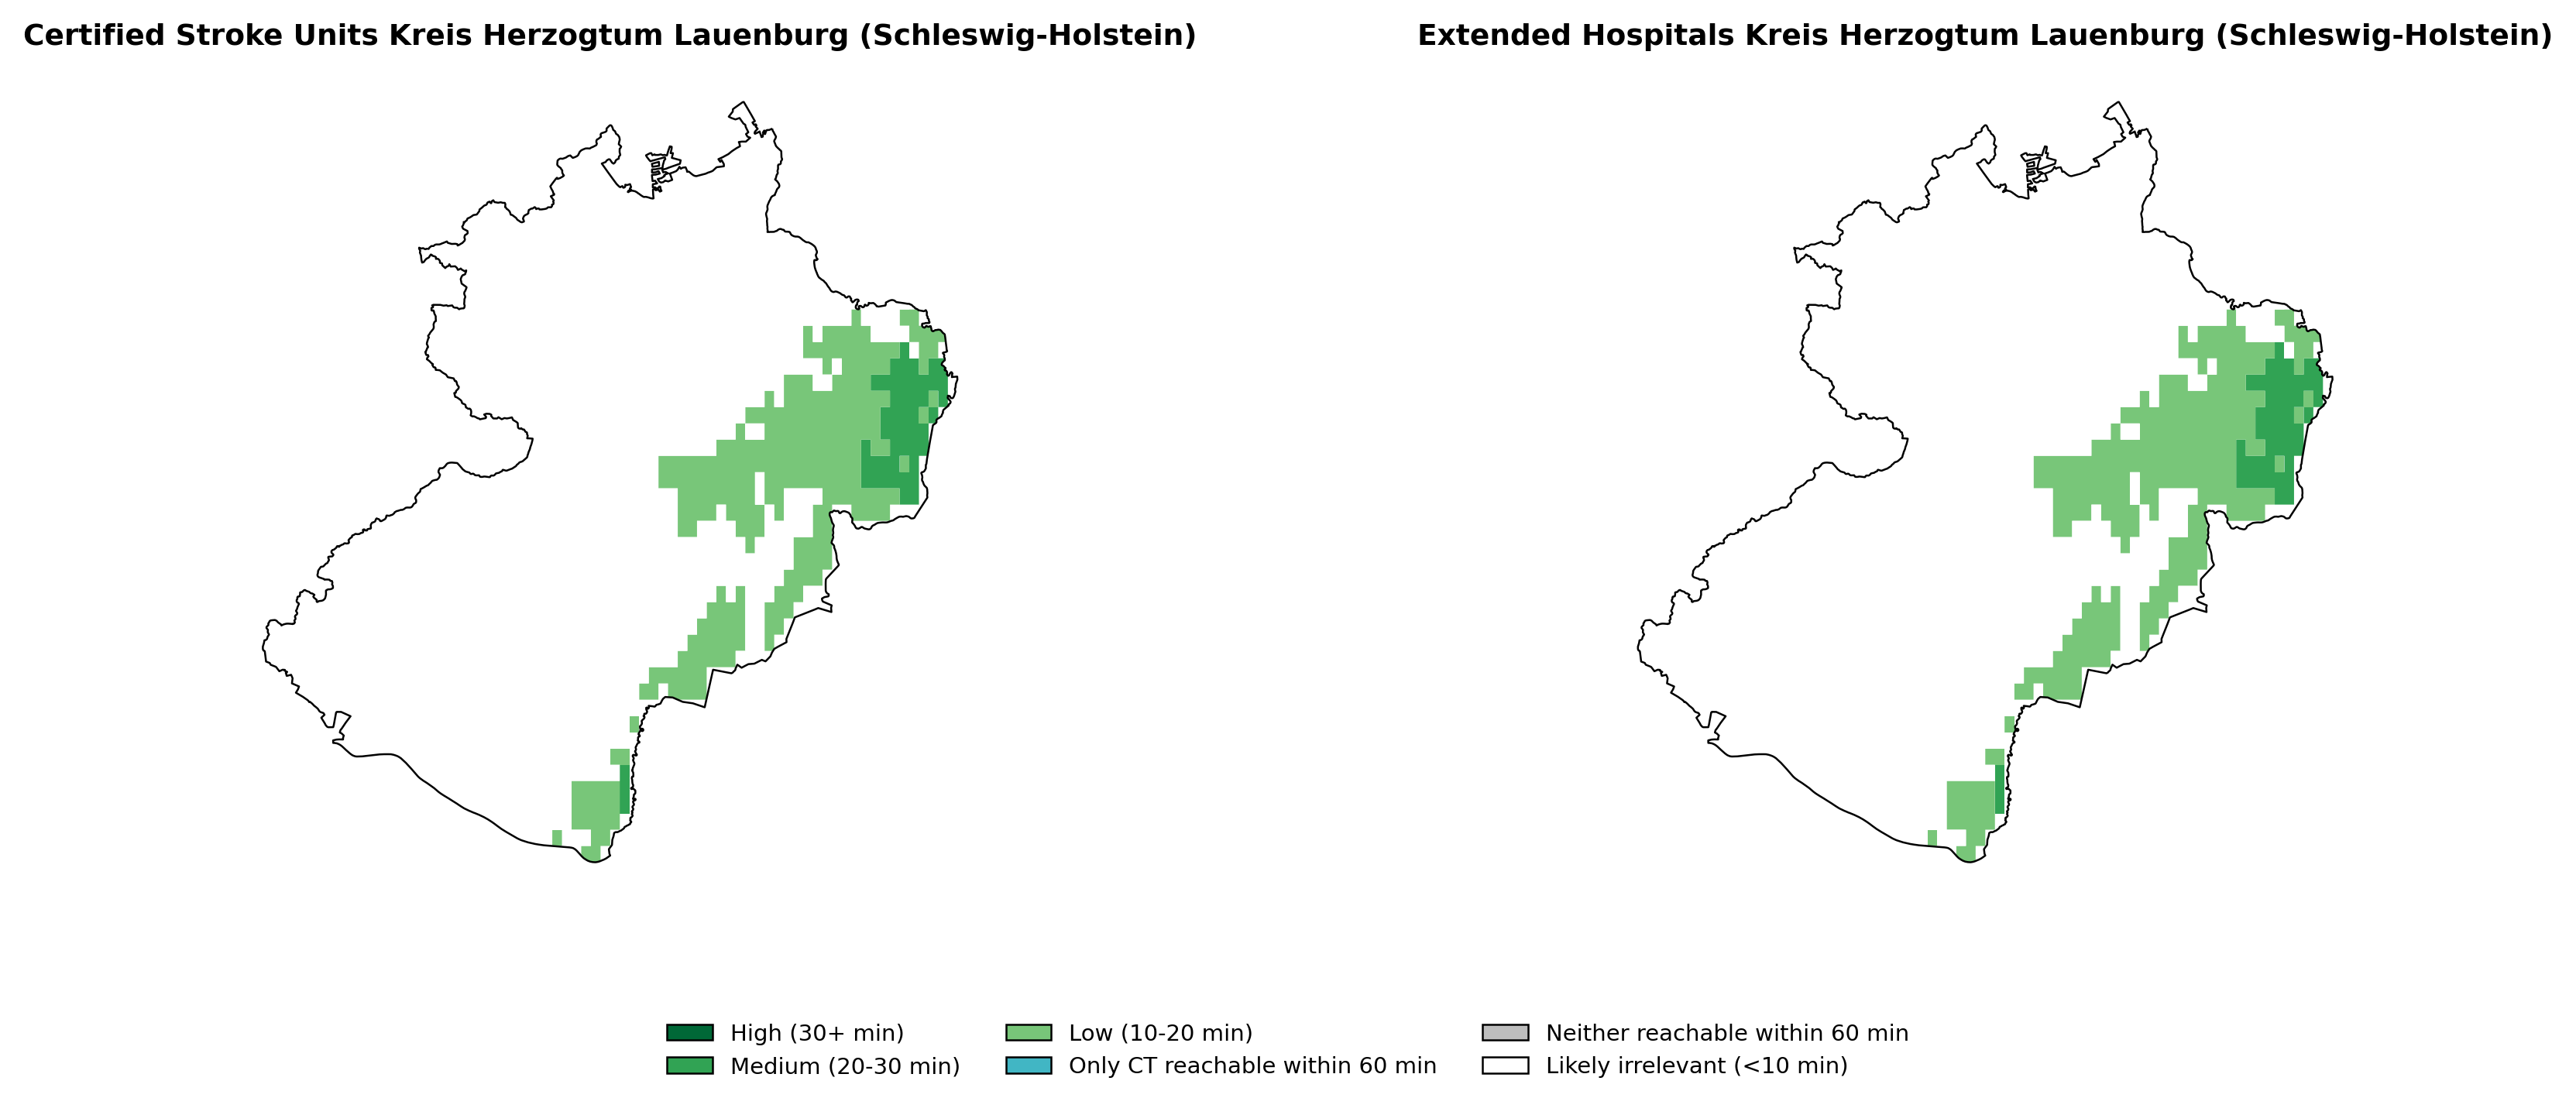 Certified Stroke Units Kreis Herzogtum Lauenburg (Schleswig-Holstein)
Extended Hospitals Kreis Herzogtum Lauenburg (Schleswig-Holstein)
High (30+ min)
Medium (20-30 min)
Low (10-20 min)
Only CT reachable within 60 min
Neither reachable within 60 min
Likely irrelevant (<10 min)